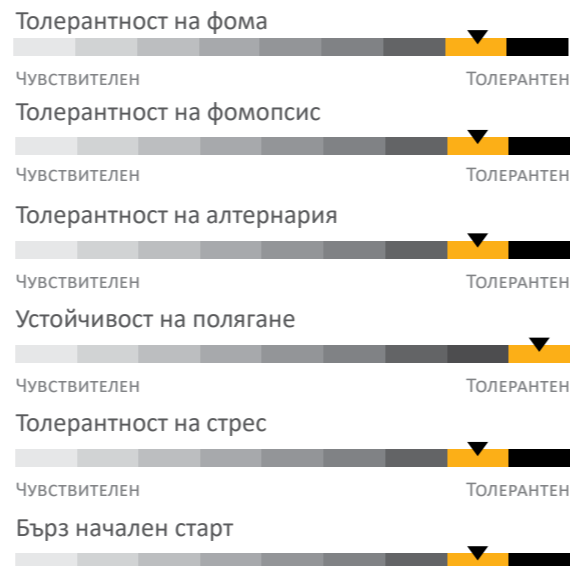 Толерантност на фома
Чувствителен Толерантен
Толерантност на фомопсис
Чувствителен Толерантен
Толерантност на алтернария
Чувствителен Толерантен
Устойчивост на полягане
Чувствителен Толерантен
Толерантност на стрес
Чувствителен Толерантен
Бърз начален старт